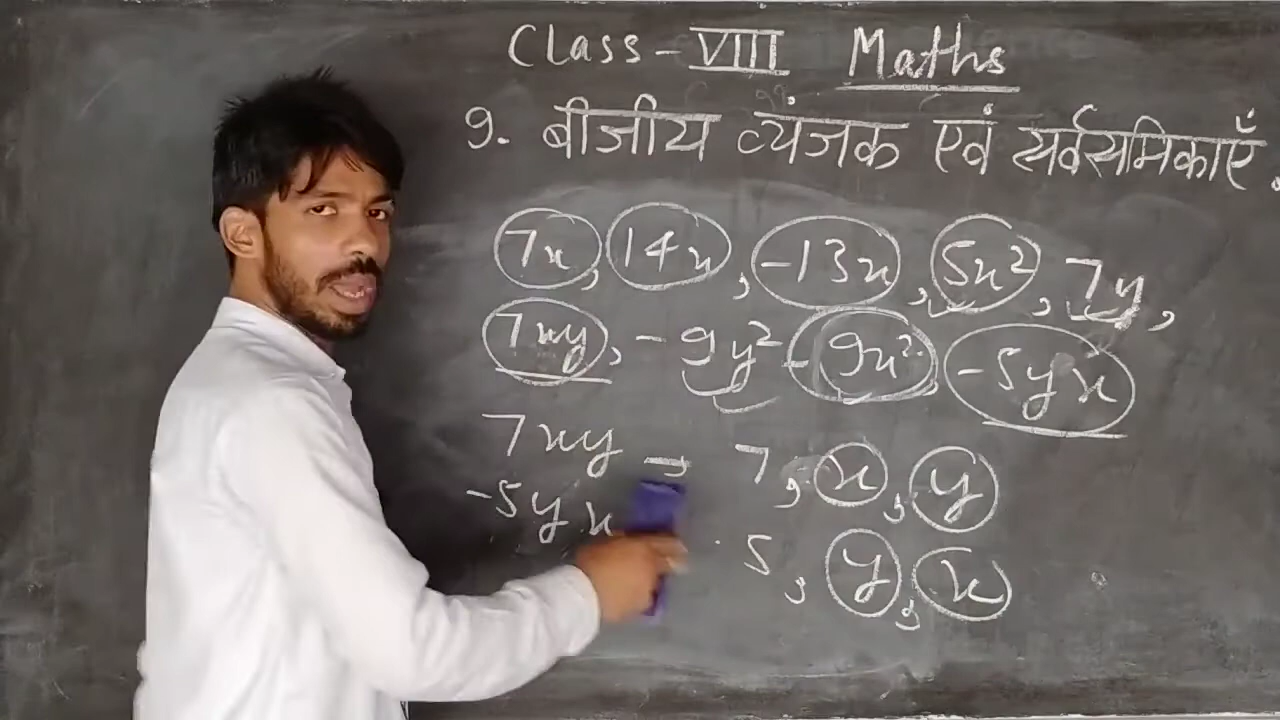 Class - VIII Maths
9. बीजीय व्यंजक एवं सर्वसमिकाएँ.
7x, 14x, -13x, 5x², 7y,
7xy, -9y² -9x², -5yx
7xy → 7, x, y
-5yx 5, y, x